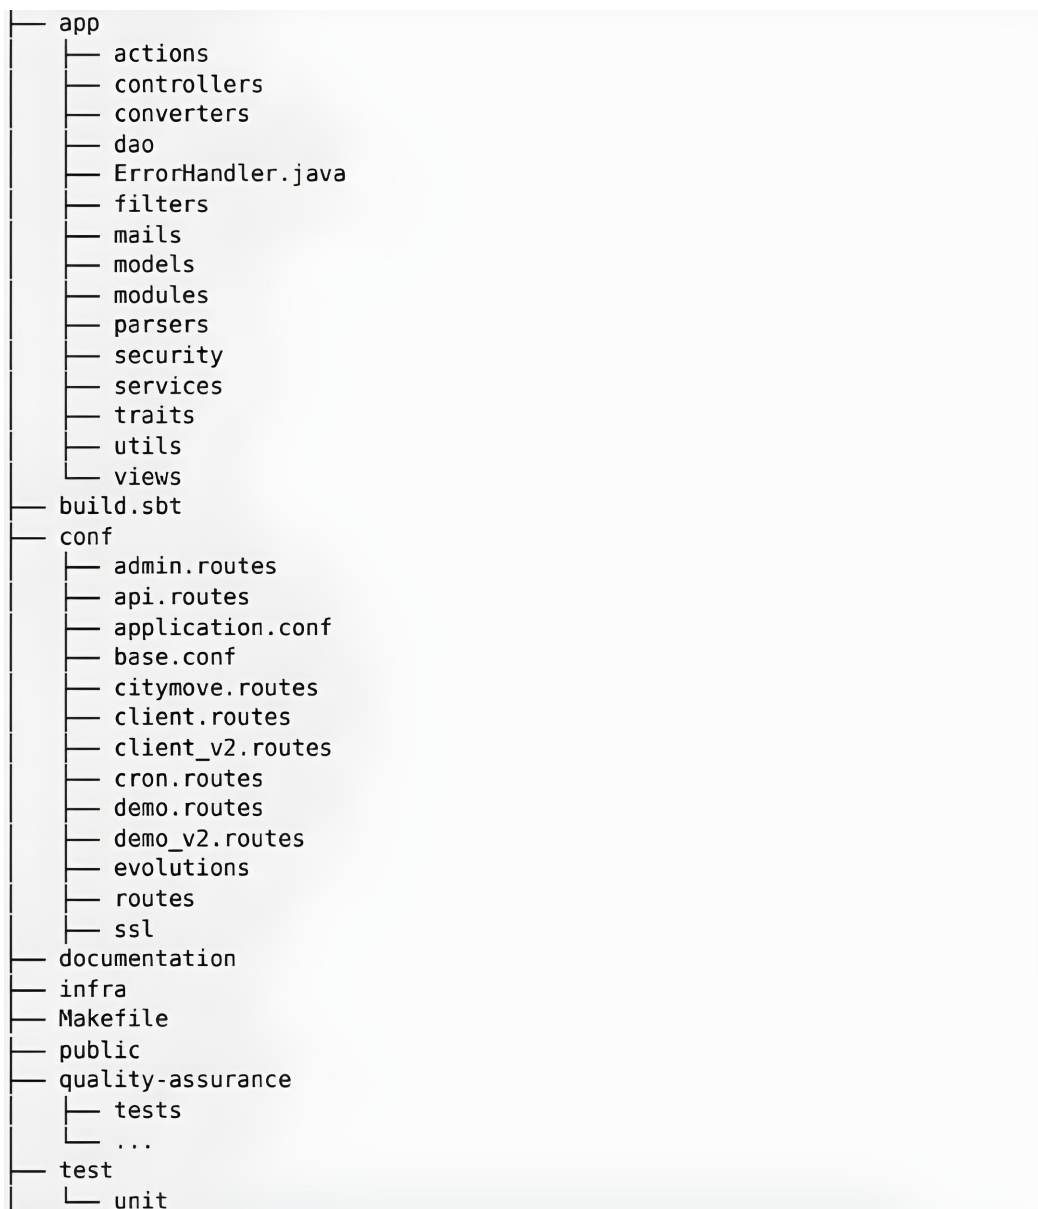 ├── app
│   ├── actions
│   ├── controllers
│   ├── converters
│   ├── dao
│   ├── ErrorHandler.java
│   ├── filters
│   ├── mails
│   ├── models
│   ├── modules
│   ├── parsers
│   ├── security
│   ├── services
│   ├── traits
│   ├── utils
│   └── views
├── build.sbt
├── conf
│   ├── admin.routes
│   ├── api.routes
│   ├── application.conf
│   ├── base.conf
│   ├── citymove.routes
│   ├── client.routes
│   ├── client_v2.routes
│   ├── cron.routes
│   ├── demo.routes
│   ├── demo_v2.routes
│   ├── evolutions
│   ├── routes
│   ├── ssl
├── documentation
├── infra
├── Makefile
├── public
├── quality-assurance
│   ├── tests
│   └── ...
├── test
│   └── unit